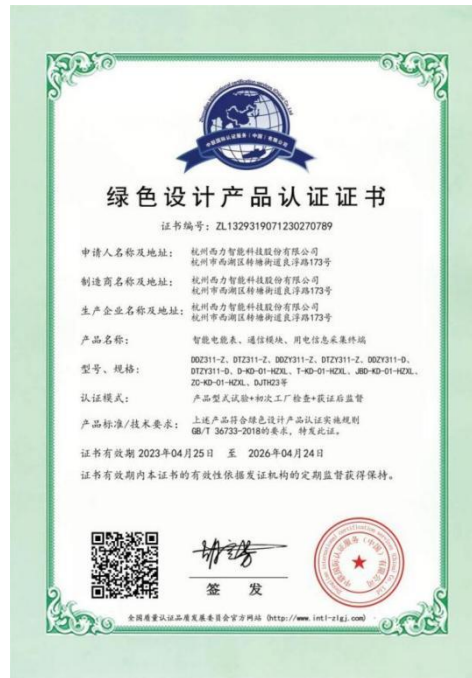 中联国际认证服务（中国）有限公司
绿色设计产品认证证书
证书编号：ZL1329319071230270789
申请人名称及地址： 杭州西力智能科技股份有限公司
杭州市西湖区转塘街道良浮路173号
制造商名称及地址： 杭州西力智能科技股份有限公司
杭州市西湖区转塘街道良浮路173号
生产企业名称及地址： 杭州西力智能科技股份有限公司
杭州市西湖区转塘街道良浮路173号
产品名称： 智能电能表、通信模块、用电信息采集终端
型号、规格： DDZ311-Z、DTZ311-Z、DDZY311-Z、DTZY311-Z、DDZY311-D、
DTZY311-D、D-KD-01-HZXL、T-KD-01-HZXL、JBD-KD-01-HZXL、
ZC-KD-01-HZXL、DJTH23等
认证模式： 产品型式试验+初次工厂检查+获证后监督
产品标准/技术要求： 上述产品符合绿色设计产品认证实施规则
GB/T 36733-2018的要求，特发此证。
证书有效期 2023年04月25日 至 2026年04月24日
证书有效期内本证书的有效性依据发证机构的定期监督获得保持。
签 发
全国质量认证品质发展委员会官方网站（http://www.intl-zlgj.com）